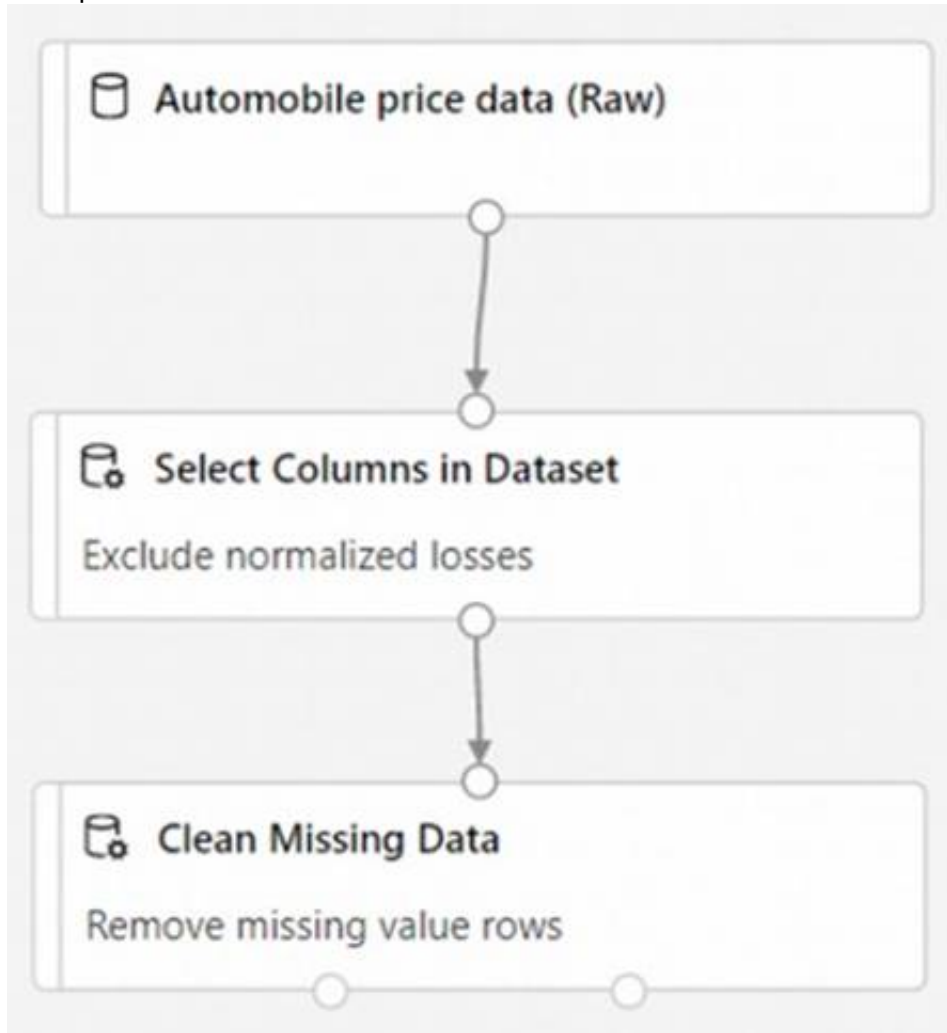 Automobile price data (Raw)
Select Columns in Dataset
Exclude normalized losses
Clean Missing Data
Remove missing value rows